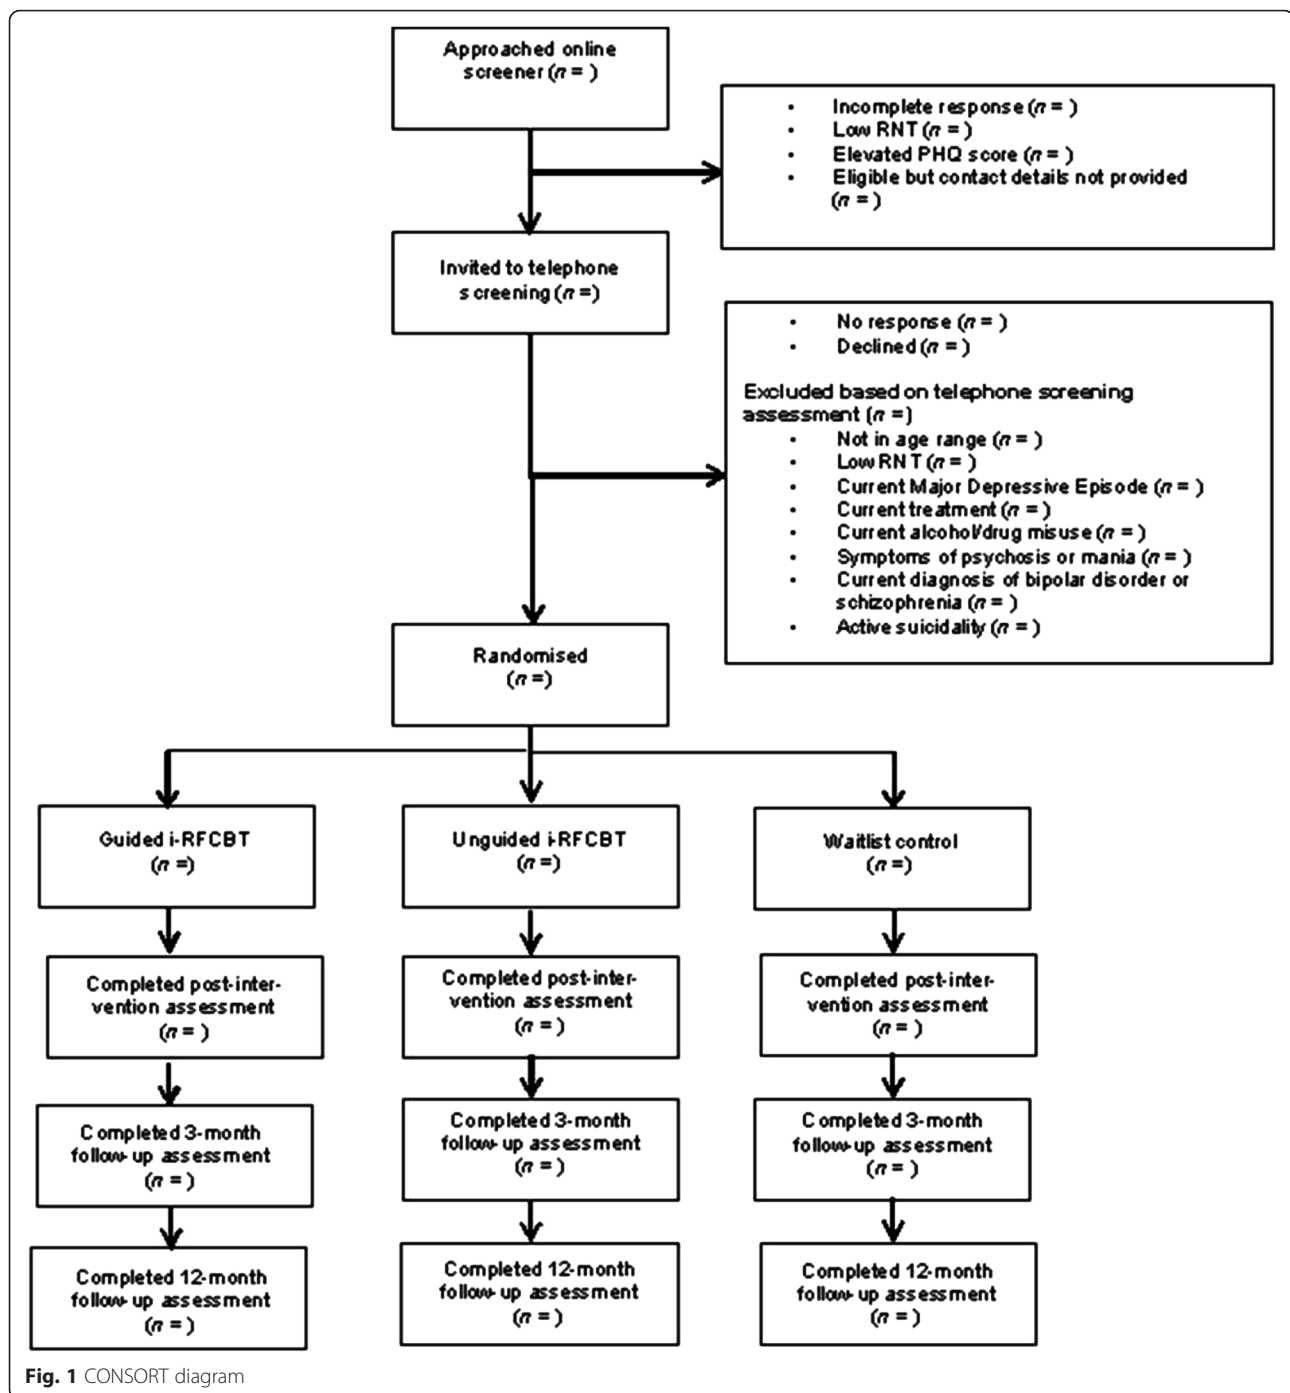 Approached online
screener (n = )
• Incomplete response (n = )
• Low RNT (n = )
• Elevated PHQ score (n = )
• Eligible but contact details not provided
(n = )
Invited to telephone
screening (n =)
• No response (n = )
• Declined (n = )
Excluded based on telephone screening
assessment (n =)
• Not in age range (n = )
• Low RNT (n = )
• Current Major Depressive Episode (n = )
• Current treatment (n = )
• Current alcohol/drug misuse (n = )
• Symptoms of psychosis or mania (n = )
• Current diagnosis of bipolar disorder or
schizophrenia (n = )
• Active suicidality (n = )
Randomised
(n =)
Guided i-RFCBT
(n =)
Unguided i-RFCBT
(n =)
Waitlist control
(n =)
Completed post-inter-
vention assessment
(n = )
Completed post-inter-
vention assessment
(n = )
Completed post-inter-
vention assessment
(n = )
Completed 3-month
follow-up assessment
(n = )
Completed 3-month
follow-up assessment
(n = )
Completed 3-month
follow-up assessment
(n = )
Completed 12-month
follow-up assessment
(n = )
Completed 12-month
follow-up assessment
(n = )
Completed 12-month
follow-up assessment
(n = )
Fig. 1 CONSORT diagram